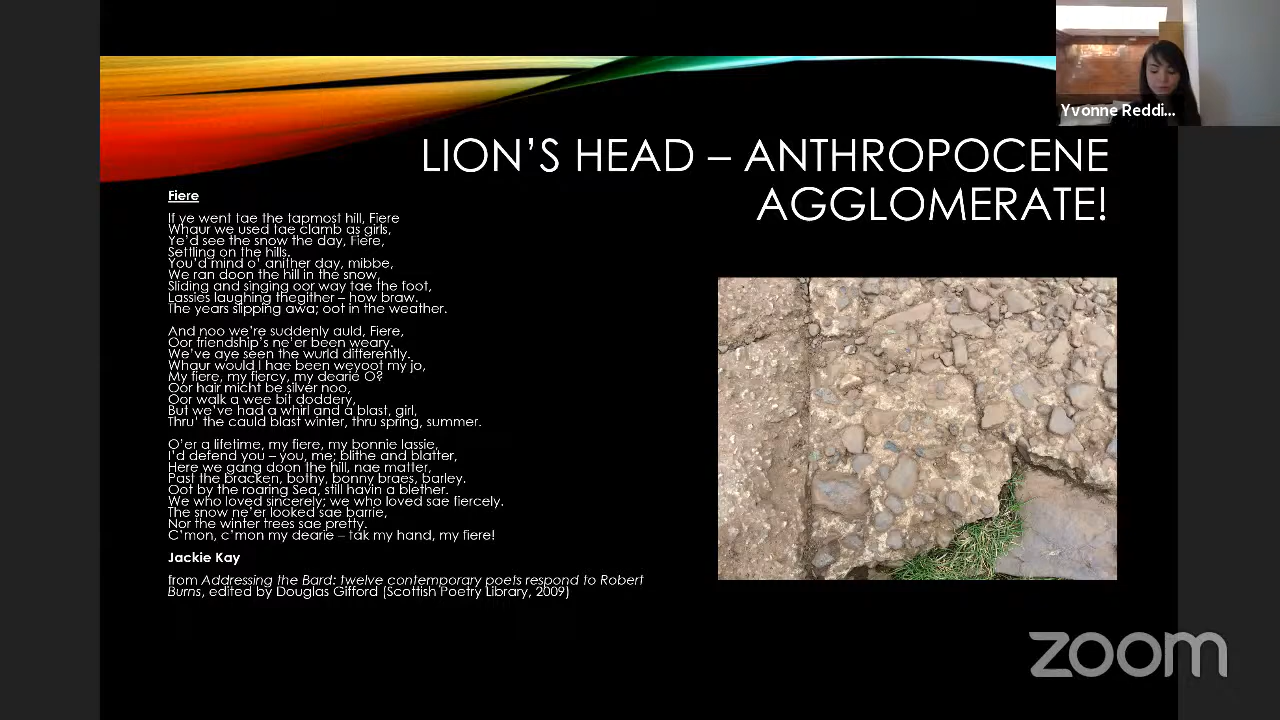 Yvonne Reddi...
LION'S HEAD – ANTHROPOCENE
AGGLOMERATE!
Fiere
If ye went tae the tapmost hill, Fiere
Whaur we used tae clamb as girls,
Ye'd see the snow the day, Fiere,
Settling on the hills.
You'd mind o' anither day, mibbe,
We ran doon the hill in the snow,
Sliding and singing oor way tae the foot,
Lassies laughing thegither – how braw.
The years slipping awa; oot in the weather.
And noo we're suddenly auld, Fiere,
Oor friendship's ne'er been weary.
We've aye seen the wurld differently.
Whaur would I hae been weyoot my jo,
My fiere, my fiercy, my dearie O?
Oor hair micht be silver noo,
Oor walk a wee bit doddery,
But we've had a whirl and a blast, girl,
Thru' the cauld blast winter, thru spring, summer.
O'er a lifetime, my fiere, my bonnie lassie,
I'd defend you – you, me; blithe and blatter,
Here we gang doon the hill, nae matter,
Past the bracken, bothy, bonny braes, barley.
Oot by the roaring Sea, still havin a blether.
We who loved sincerely; we who loved sae fiercely.
The snow ne'er looked sae barrie,
Nor the winter trees sae pretty.
C'mon, c'mon my dearie – tak my hand, my fiere!
Jackie Kay
from Addressing the Bard: twelve contemporary poets respond to Robert
Burns, edited by Douglas Gifford (Scottish Poetry Library, 2009)
zoom